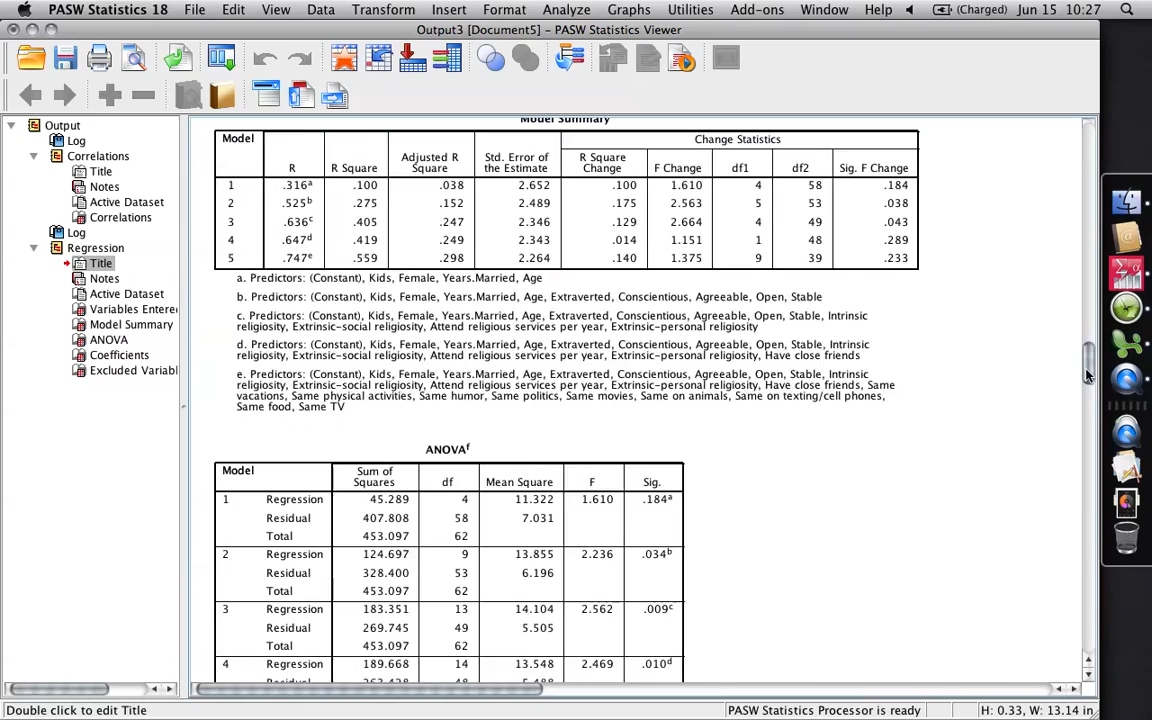 PASW Statistics 18 File Edit View Data Transform Insert Format Analyze Graphs Utilities Add-ons Window Help (Charged) Jun 15 10:27
Output3 [Document5] - PASW Statistics Viewer
Output
Log
Correlations
Title
Notes
Active Dataset
Correlations
Log
Regression
Title
Notes
Active Dataset
Variables Entere
Model Summary
ANOVA
Coefficients
Excluded Variabl
Model Summary
Model Change Statistics
R R Square Adjusted R Square Std. Error of the Estimate R Square Change F Change df1 df2 Sig. F Change
1 .316a .100 .038 2.652 .100 1.610 4 58 .184
2 .525b .275 .152 2.489 .175 2.563 5 53 .038
3 .636c .405 .247 2.346 .129 2.664 4 49 .043
4 .647d .419 .249 2.343 .014 1.151 1 48 .289
5 .747e .559 .298 2.264 .140 1.375 9 39 .233
a. Predictors: (Constant), Kids, Female, Years.Married, Age
b. Predictors: (Constant), Kids, Female, Years.Married, Age, Extraverted, Conscientious, Agreeable, Open, Stable
c. Predictors: (Constant), Kids, Female, Years.Married, Age, Extraverted, Conscientious, Agreeable, Open, Stable, Intrinsic
religiosity, Extrinsic-social religiosity, Attend religious services per year, Extrinsic-personal religiosity
d. Predictors: (Constant), Kids, Female, Years.Married, Age, Extraverted, Conscientious, Agreeable, Open, Stable, Intrinsic
religiosity, Extrinsic-social religiosity, Attend religious services per year, Extrinsic-personal religiosity, Have close friends
e. Predictors: (Constant), Kids, Female, Years.Married, Age, Extraverted, Conscientious, Agreeable, Open, Stable, Intrinsic
religiosity, Extrinsic-social religiosity, Attend religious services per year, Extrinsic-personal religiosity, Have close friends, Same
vacations, Same physical activities, Same humor, Same politics, Same movies, Same on animals, Same on texting/cell phones,
Same food, Same TV
ANOVAf
Model Sum of Squares df Mean Square F Sig.
1 Regression 45.289 4 11.322 1.610 .184a
Residual 407.808 58 7.031
Total 453.097 62
2 Regression 124.697 9 13.855 2.236 .034b
Residual 328.400 53 6.196
Total 453.097 62
3 Regression 183.351 13 14.104 2.562 .009c
Residual 269.745 49 5.505
Total 453.097 62
4 Regression 189.668 14 13.548 2.469 .010d
Double click to edit Title PASW Statistics Processor is ready H: 0.33, W: 13.14 in